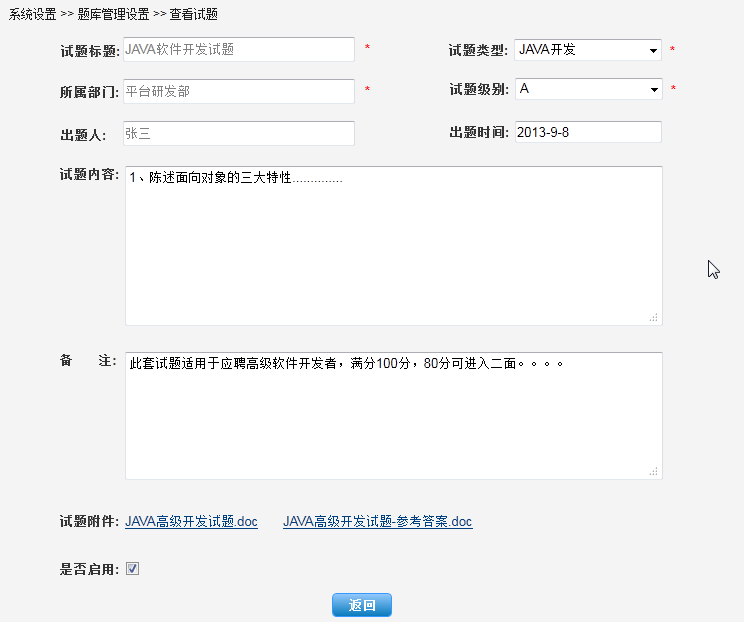 系统设置 >> 题库管理设置 >> 查看试题
试题标题: JAVA软件开发试题 * 试题类型: JAVA开发 *
所属部门: 平台研发部 * 试题级别: A *
出题人: 张三 出题时间: 2013-9-8
试题内容: 1、陈述面向对象的三大特性..............
备 注: 此套试题适用于应聘高级软件开发者，满分100分，80分可进入二面。。。。
试题附件: JAVA高级开发试题.doc JAVA高级开发试题-参考答案.doc
是否启用:
返回